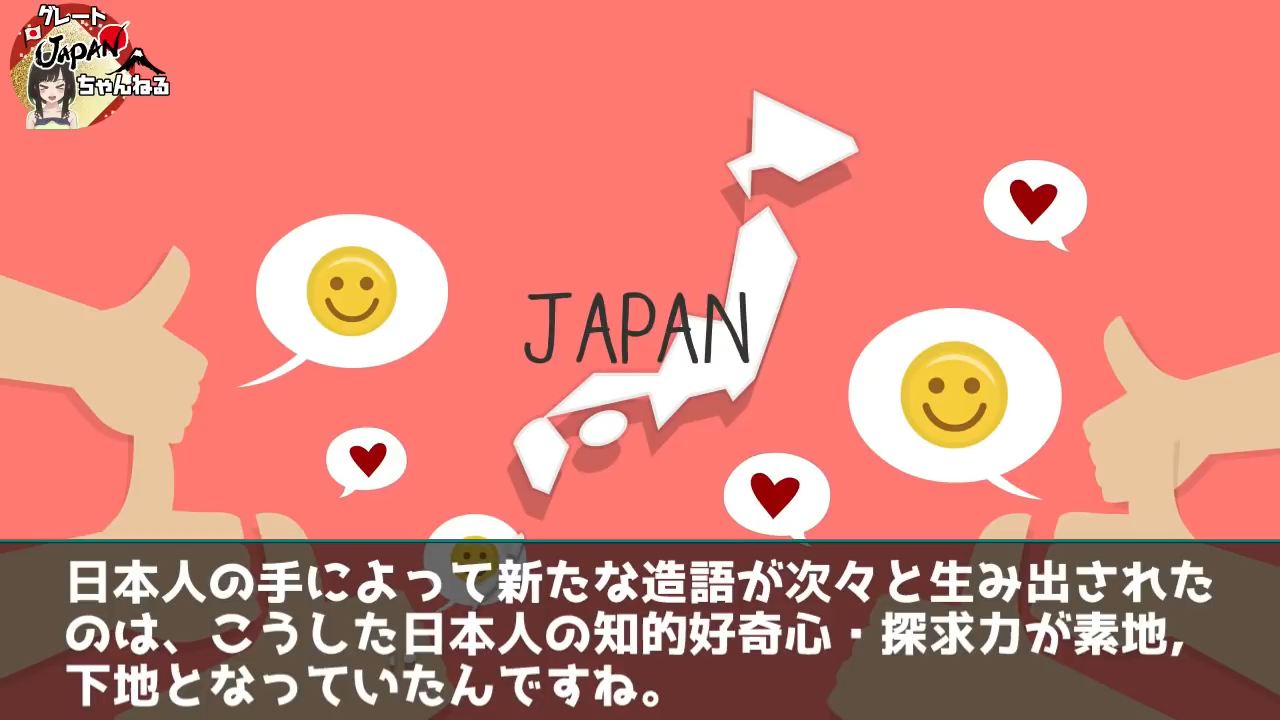 グレート
JAPAN
ちゃんねる
JAPAN
日本人の手によって新たな造語が次々と生み出された
のは、こうした日本人の知的好奇心・探求力が素地,
下地となっていたんですね。